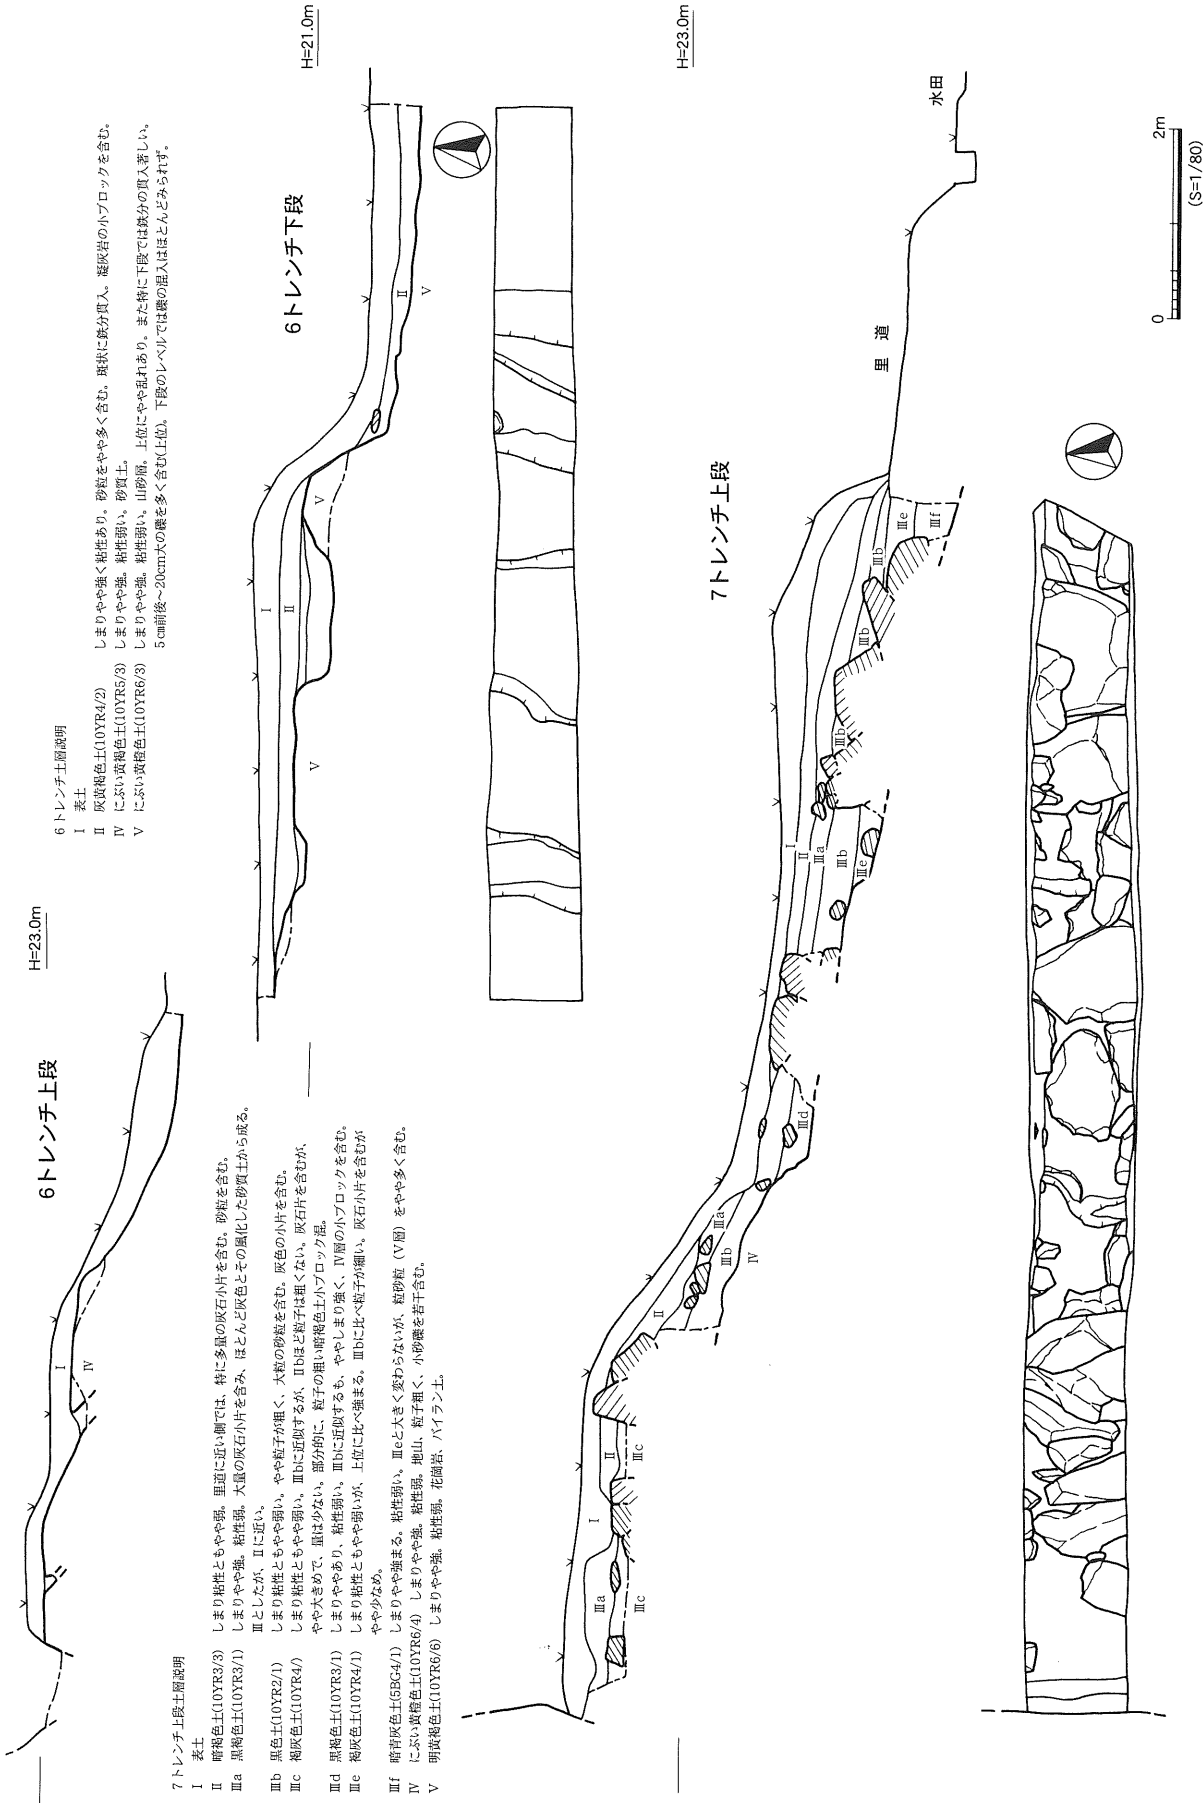 6トレンチ上段
H=23.0m
Ⅰ
Ⅳ
6トレンチ土層説明
Ⅰ 表土
Ⅱ 灰黄褐色土(10YR4/2) しまりやや強く粘性あり。砂粒をやや多く含む。斑状に鉄分貫入。凝灰岩の小ブロックを含む。
Ⅳ にぶい黄褐色土(10YR5/3) しまりやや強。粘性弱い。砂質土。
Ⅴ にぶい黄橙色土(10YR6/3) しまりやや強。粘性弱い。山砂層。上位にやや乱れあり。また特に下段では鉄分の貫入著しい。
5㎝前後～20cm大の礫を多く含む(上位)。下段のレベルでは礫の混入はほとんどみられず。
6トレンチ下段
H=21.0m
Ⅰ
Ⅱ
Ⅴ
Ⅴ
Ⅱ
Ⅴ
7トレンチ上段土層説明
Ⅰ 表土
Ⅱ 暗褐色土(10YR3/3) しまり粘性ともやや弱。里道に近い側では、特に多量の灰石小片を含む。砂粒を含む。
Ⅲa 黒褐色土(10YR3/1) しまりやや強。粘性弱。大量の灰石小片を含み、ほとんど灰色とその風化した砂質土から成る。
Ⅲとしたが、Ⅱに近い。
Ⅲb 黒色土(10YR2/1) しまり粘性ともやや弱い。やや粒子が粗く、大粒の砂粒を含む。灰色の小片を含む。
Ⅲc 褐灰色土(10YR4/) しまり粘性ともやや弱い。Ⅲbに近似するが、Ⅱbほど粒子は粗くない。灰石片を含むが、
やや大きめで、量は少ない。部分的に、粒子の粗い暗褐色土小ブロック混。
Ⅲd 黒褐色土(10YR3/1) しまりややあり、粘性弱い。Ⅲbに近似するも、ややしまり強く、Ⅳ層の小ブロックを含む。
Ⅲe 褐灰色土(10YR4/1) しまり粘性ともやや弱いが、上位に比べ強まる。Ⅲbに比べ粒子が細い。灰石小片を含むが
やや少なめ。
Ⅲf 暗青灰色土(5BG4/1) しまりやや強まる。粘性弱い。Ⅲeと大きく変わらないが、粒砂粒（Ⅴ層）をやや多く含む。
Ⅳ にぶい黄橙色土(10YR6/4) しまりやや強。粘性弱。地山、粒子粗く、小砂礫を若干含む。
Ⅴ 明黄褐色土(10YR6/6) しまりやや強。粘性弱。花崗岩、バイラン土。
7トレンチ上段
H=23.0m
Ⅰ
Ⅱ
Ⅲa
Ⅲc
Ⅲc
Ⅱ
Ⅲa
Ⅲb
Ⅳ
Ⅲd
Ⅰ
Ⅱ
Ⅲa
Ⅲb
Ⅲe
Ⅲb
Ⅲb
Ⅲb
Ⅲe
Ⅲf
里道
水田
0 2m
(S=1/80)